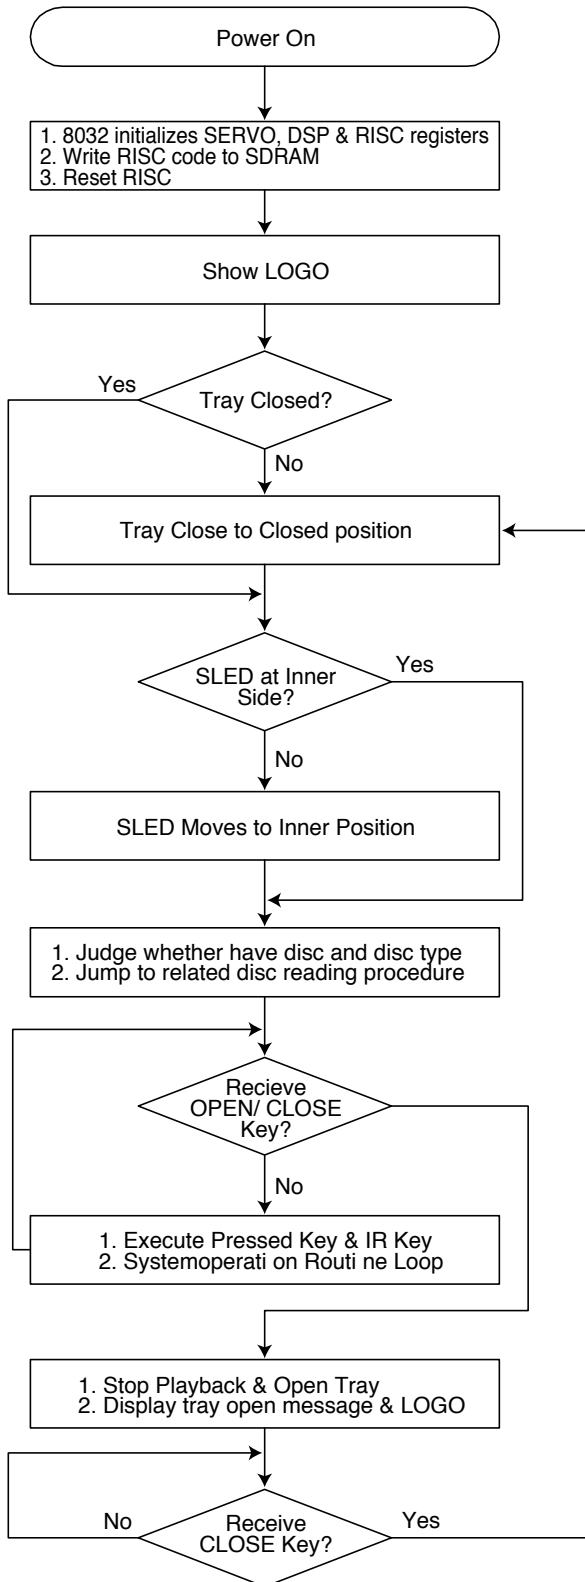 Power On
1. 8032 initializes SERVO, DSP & RISC registers
2. Write RISC code to SDRAM
3. Reset RISC
Show LOGO
Yes
Tray Closed?
No
Tray Close to Closed position
SLED at Inner
Side?
Yes
No
SLED Moves to Inner Position
1. Judge whether have disc and disc type
2. Jump to related disc reading procedure
Recieve
OPEN/ CLOSE
Key?
No
1. Execute Pressed Key & IR Key
2. Systemoperati on Routi ne Loop
1. Stop Playback & Open Tray
2. Display tray open message & LOGO
No
Receive
CLOSE Key?
Yes